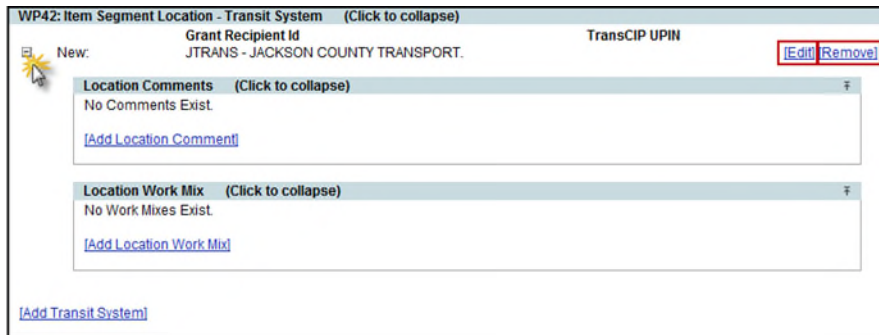 WP42: Item Segment Location - Transit System (Click to collapse)
Grant Recipient Id TransCIP UPIN
New: JTRANS - JACKSON COUNTY TRANSPORT. [Edit] [Remove]
Location Comments (Click to collapse)
No Comments Exist.
[Add Location Comment]
Location Work Mix (Click to collapse)
No Work Mixes Exist.
[Add Location Work Mix]
[Add Transit System]